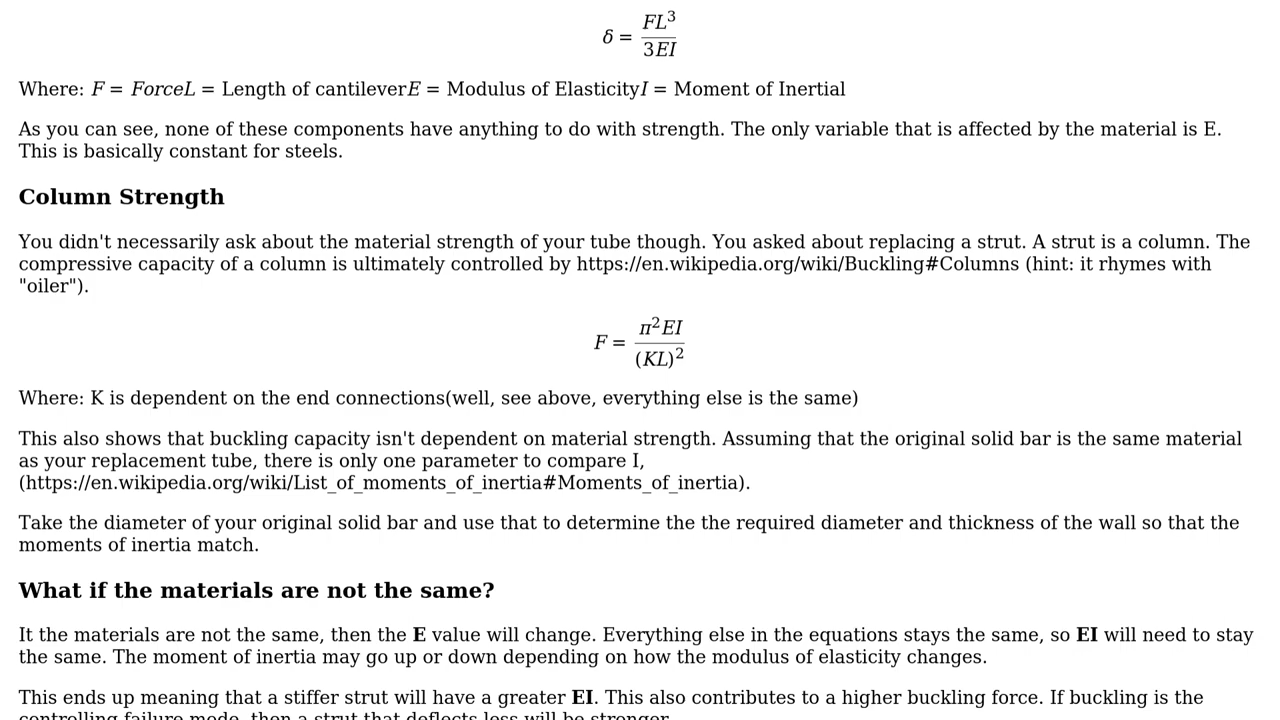 δ = FL³ / 3EI
Where: F = ForceL = Length of cantileverE = Modulus of ElasticityI = Moment of Inertial
As you can see, none of these components have anything to do with strength. The only variable that is affected by the material is E.
This is basically constant for steels.
Column Strength
You didn't necessarily ask about the material strength of your tube though. You asked about replacing a strut. A strut is a column. The
compressive capacity of a column is ultimately controlled by https://en.wikipedia.org/wiki/Buckling#Columns (hint: it rhymes with
"oiler").
F = π²EI / (KL)²
Where: K is dependent on the end connections(well, see above, everything else is the same)
This also shows that buckling capacity isn't dependent on material strength. Assuming that the original solid bar is the same material
as your replacement tube, there is only one parameter to compare I,
(https://en.wikipedia.org/wiki/List_of_moments_of_inertia#Moments_of_inertia).
Take the diameter of your original solid bar and use that to determine the the required diameter and thickness of the wall so that the
moments of inertia match.
What if the materials are not the same?
It the materials are not the same, then the E value will change. Everything else in the equations stays the same, so EI will need to stay
the same. The moment of inertia may go up or down depending on how the modulus of elasticity changes.
This ends up meaning that a stiffer strut will have a greater EI. This also contributes to a higher buckling force. If buckling is the
controlling failure mode, then a strut that deflects less will be stronger.